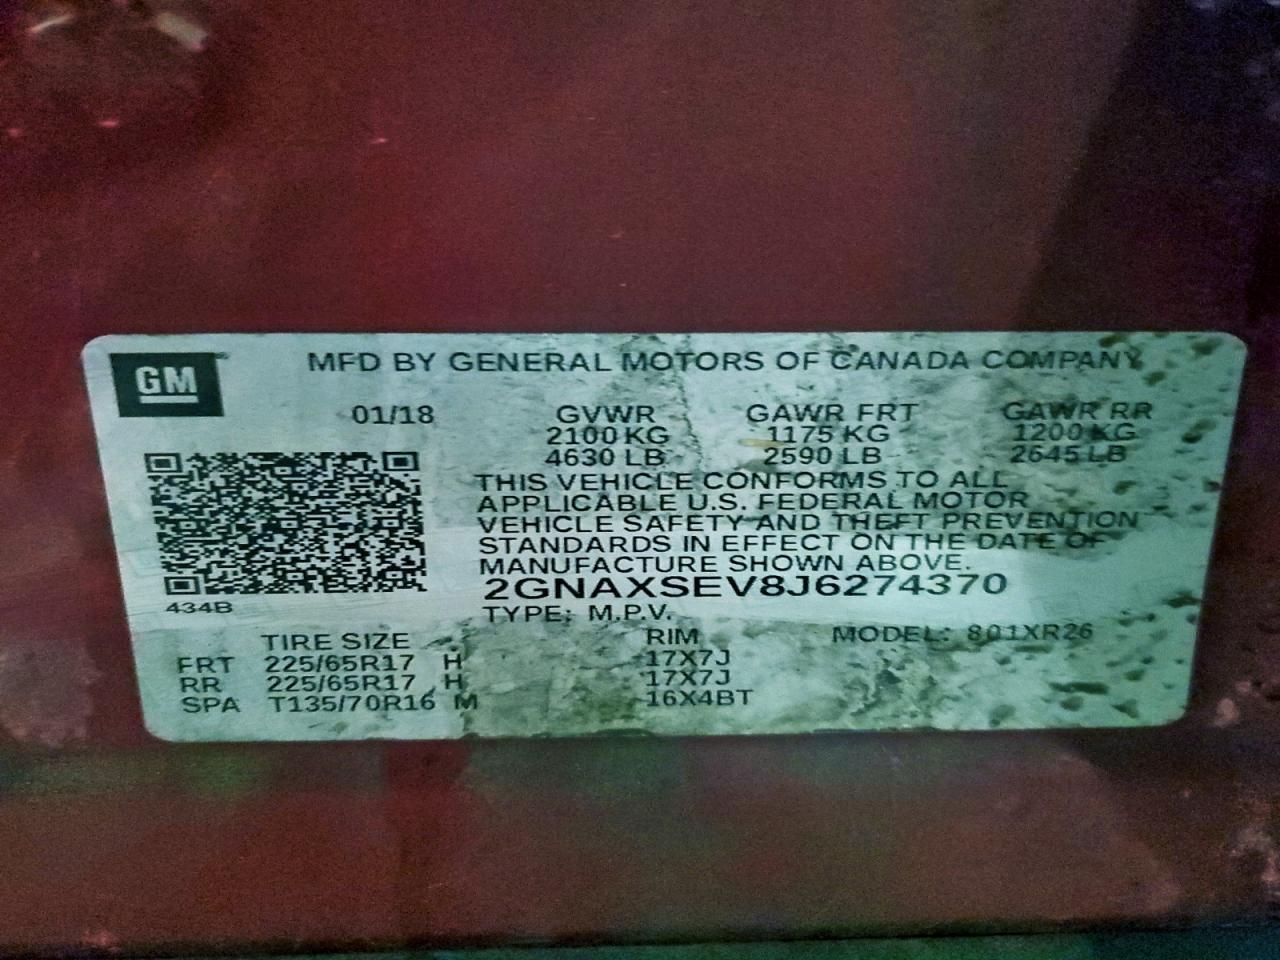 GM
MFD BY GENERAL MOTORS OF CANADA COMPANY
01/18 GVWR GAWR FRT GAWR RR
2100 KG 1175 KG 1200 KG
4630 LB 2590 LB 2645 LB
THIS VEHICLE CONFORMS TO ALL
APPLICABLE U.S. FEDERAL MOTOR
VEHICLE SAFETY AND THEFT PREVENTION
STANDARDS IN EFFECT ON THE DATE OF
MANUFACTURE SHOWN ABOVE.
2GNAXSEV8J6274370
434B
TYPE: M.P.V.
TIRE SIZE RIM MODEL: 801XR26
FRT 225/65R17 H 17X7J
RR 225/65R17 H 17X7J
SPA T135/70R16 M 16X4BT